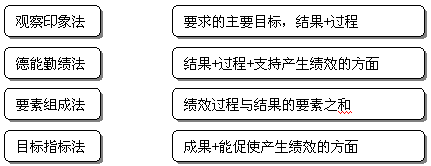 观察印象法 要求的主要目标，结果+过程
德能勤绩法 结果+过程+支持产生绩效的方面
要素组成法 绩效过程与结果的要素之和
目标指标法 成果+能促使产生绩效的方面